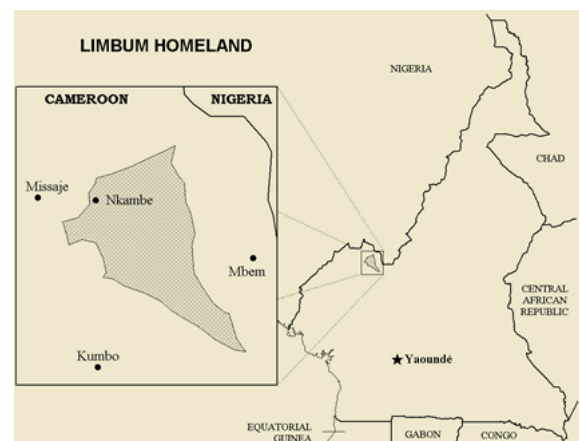 LIMBUM HOMELAND
NIGERIA
CAMEROON
NIGERIA
CHAD
Missaje
Nkambe
Mbem
CENTRAL
AFRICAN
REPUBLIC
Kumbo
Yaoundé
EQUATORIAL
GUINEA
GABON
CONGO